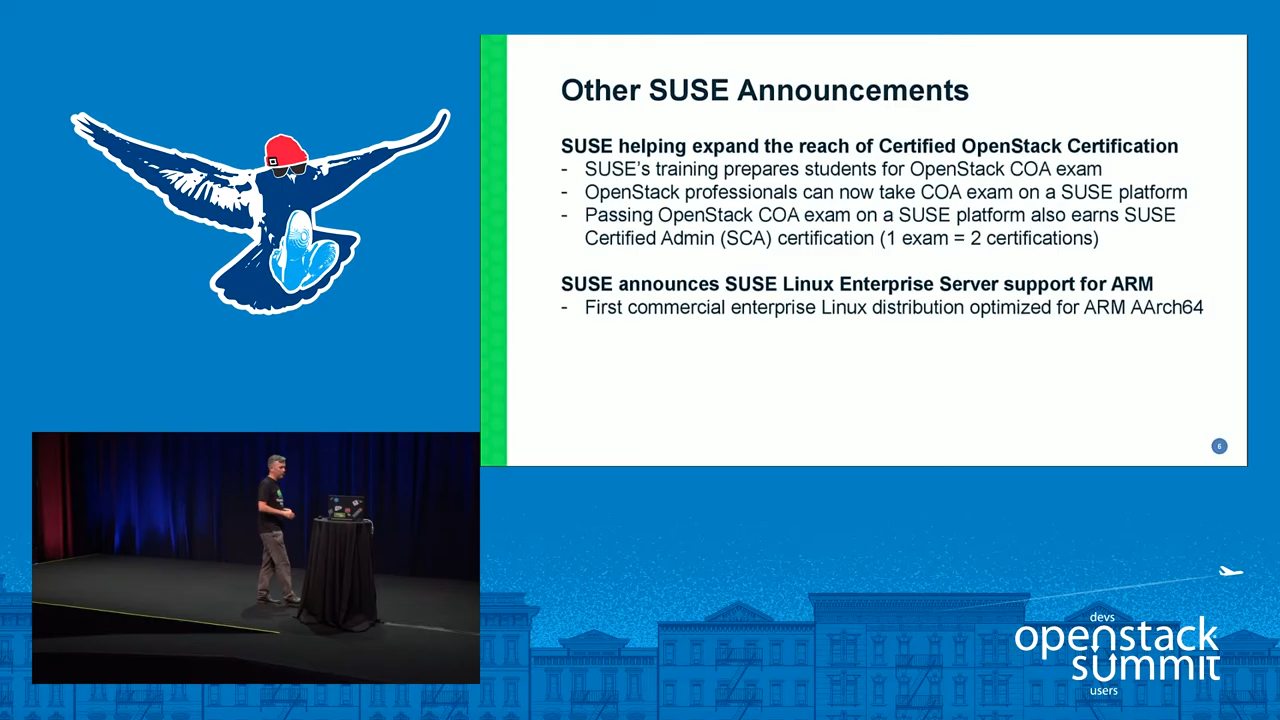 Other SUSE Announcements
SUSE helping expand the reach of Certified OpenStack Certification
- SUSE's training prepares students for OpenStack COA exam
- OpenStack professionals can now take COA exam on a SUSE platform
- Passing OpenStack COA exam on a SUSE platform also earns SUSE
Certified Admin (SCA) certification (1 exam = 2 certifications)
SUSE announces SUSE Linux Enterprise Server support for ARM
- First commercial enterprise Linux distribution optimized for ARM AArch64
6
devs
openstack
summit
users